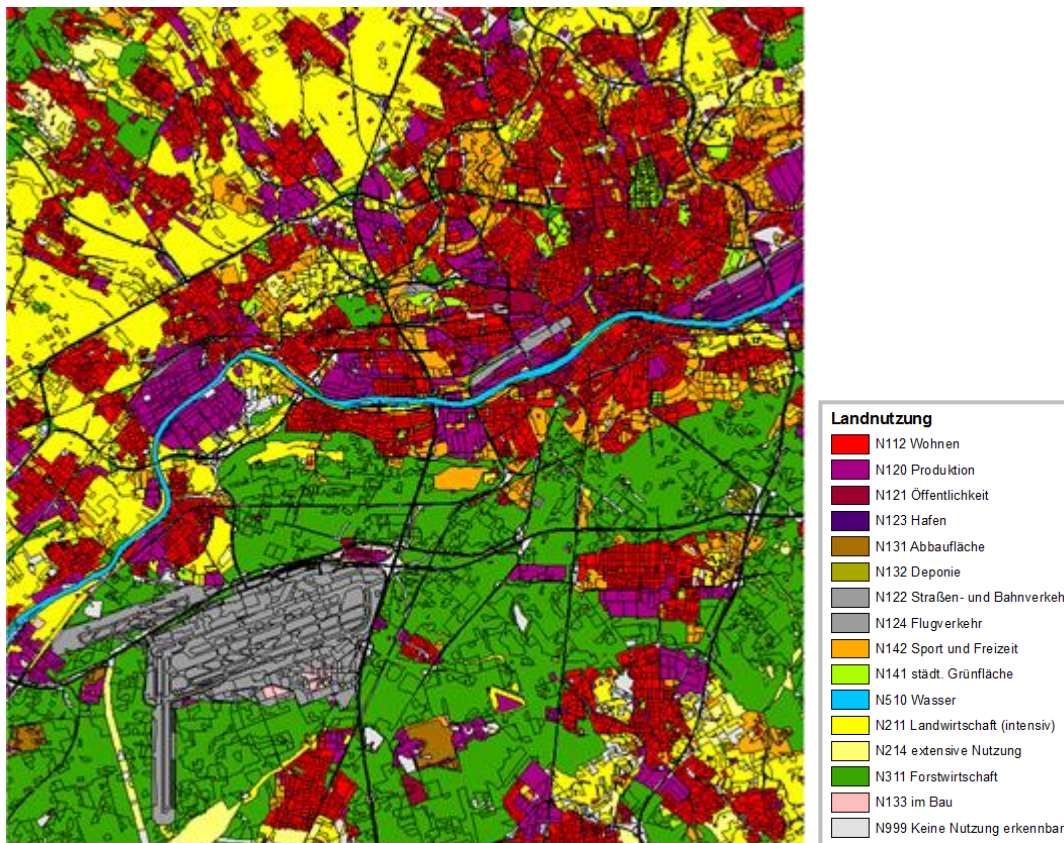 Landnutzung
N112 Wohnen
N120 Produktion
N121 Öffentlichkeit
N123 Hafen
N131 Abbaufläche
N132 Deponie
N122 Straßen- und Bahnverkeh
N124 Flugverkehr
N142 Sport und Freizeit
N141 städt. Grünfläche
N510 Wasser
N211 Landwirtschaft (intensiv)
N214 extensive Nutzung
N311 Forstwirtschaft
N133 im Bau
N999 Keine Nutzung erkennbar